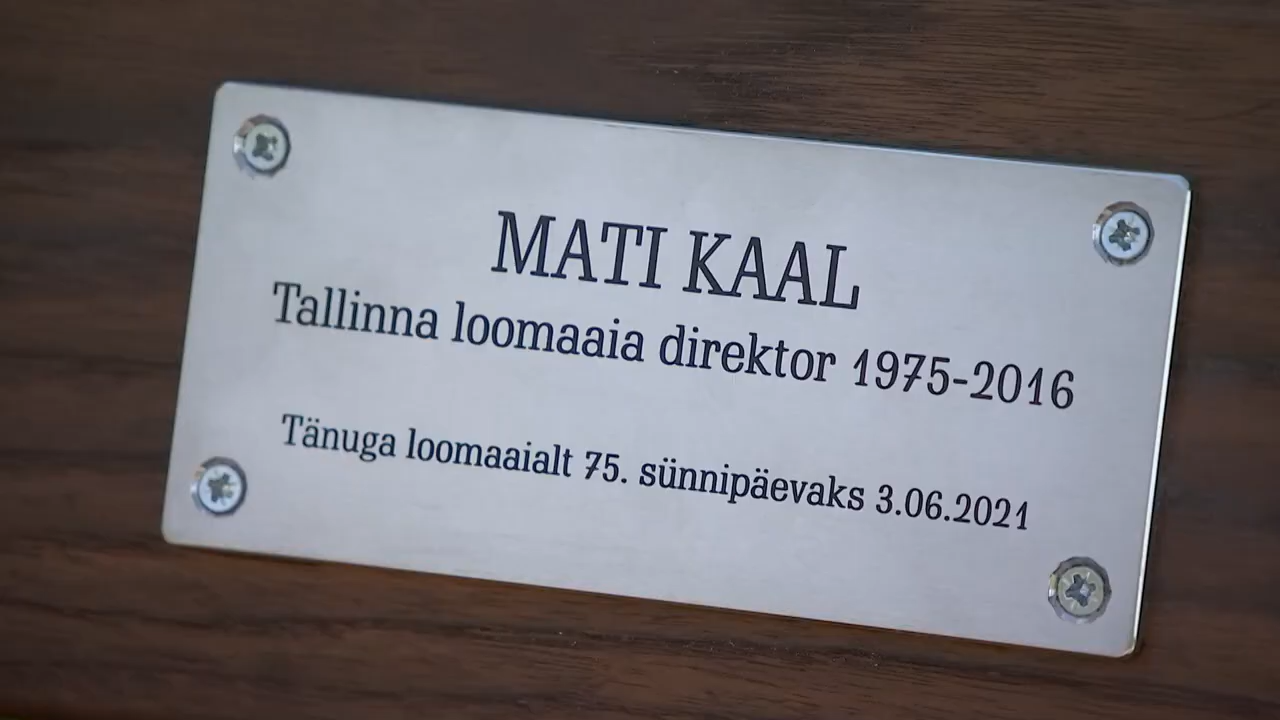 MATI KAAL
Tallinna loomaaia direktor 1975-2016
Tänuga loomaaialt 75. sünnipäevaks 3.06.2021